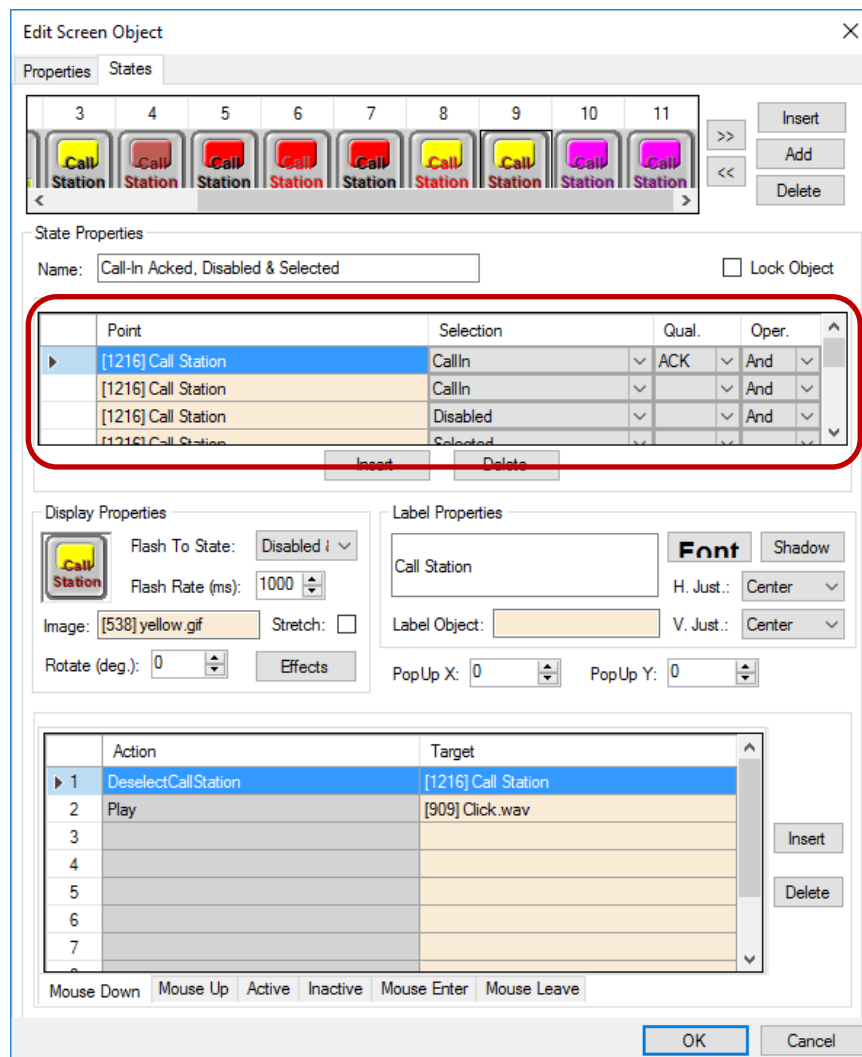 Edit Screen Object
Properties States
3 4 5 6 7 8 9 10 11
Call Call Call Call Call Call Call Call Call
Station Station Station Station Station Station Station Station Station
>>
<<
Insert
Add
Delete
State Properties
Name: Call-In Acked, Disabled & Selected Lock Object
Point Selection Qual. Oper.
[1216] Call Station CallIn ACK And
[1216] Call Station CallIn And
[1216] Call Station Disabled And
[1216] Call Station Selected
Insert Delete
Display Properties
Call
Station
Flash To State: Disabled &
Flash Rate (ms): 1000
Image: [538] yellow.gif Stretch:
Rotate (deg.): 0 Effects
Label Properties
Call Station
Font Shadow
H. Just.: Center
Label Object: V. Just.: Center
PopUp X: 0 PopUp Y: 0
Action Target
1 DeselectCallStation [1216] Call Station
2 Play [909] Click.wav
3
4
5
6
7
Insert
Delete
Mouse Down Mouse Up Active Inactive Mouse Enter Mouse Leave
OK Cancel